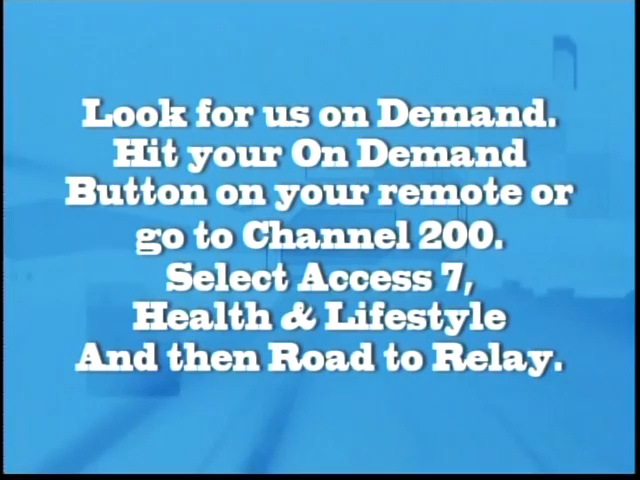 Look for us on Demand.
Hit your On Demand
Button on your remote or
go to Channel 200.
Select Access 7,
Health & Lifestyle
And then Road to Relay.